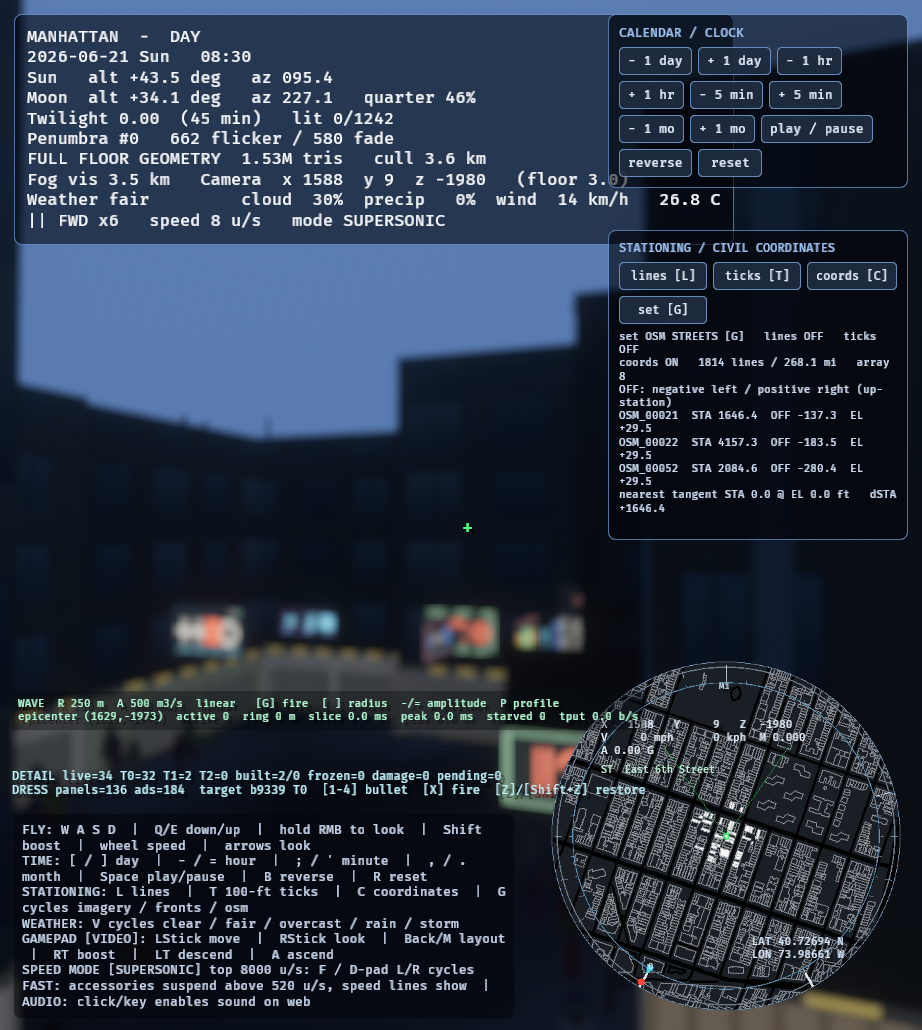 MANHATTAN  -  DAY
2026-06-21 Sun   08:30
Sun   alt +43.5 deg   az 095.4
Moon  alt +34.1 deg   az 227.1   quarter 46%
Twilight 0.00  (45 min)   lit 0/1242
Penumbra #0   662 flicker / 580 fade
FULL FLOOR GEOMETRY  1.53M tris   cull 3.6 km
Fog vis 3.5 km   Camera  x 1588  y 9  z -1980   (floor 3.0)
Weather fair        cloud  30%  precip   0%  wind  14 km/h   26.8 C
|| FWD x6   speed 8 u/s   mode SUPERSONIC
CALENDAR / CLOCK
- 1 day   + 1 day   - 1 hr
+ 1 hr   - 5 min   + 5 min
- 1 mo   + 1 mo   play / pause
reverse   reset
STATIONING / CIVIL COORDINATES
lines [L]   ticks [T]   coords [C]
set [G]
set OSM STREETS [G]   lines OFF   ticks
OFF
coords ON   1814 lines / 268.1 mi   array
8
OFF: negative left / positive right (up-
station)
OSM_00021  STA 1646.4  OFF -137.3  EL
+29.5
OSM_00022  STA 4157.3  OFF -183.5  EL
+29.5
OSM_00052  STA 2084.6  OFF -280.4  EL
+29.5
nearest tangent STA 0.0 @ EL 0.0 ft   dSTA
+1646.4
WAVE  R 250 m  A 500 m3/s  linear   [G] fire  [ ] radius  -/= amplitude  P profile
epicenter (1629,-1973)  active 0  ring 0 m  slice 0.0 ms  peak 0.0 ms  starved 0  tput 0.0 b/s
DETAIL live=34 T0=32 T1=2 T2=0 built=2/0 frozen=0 damage=0 pending=0
DRESS panels=136 ads=184  target b9339 T0  [1-4] bullet  [X] fire  [Z]/[Shift+Z] restore
FLY: W A S D  |  Q/E down/up  |  hold RMB to look  |  Shift
boost  |  wheel speed  |  arrows look
TIME: [ / ] day  |  - / = hour  |  ; / ' minute  |  , / .
month  |  Space play/pause  |  B reverse  |  R reset
STATIONING: L lines  |  T 100-ft ticks  |  C coordinates  |  G
cycles imagery / fronts / osm
WEATHER: V cycles clear / fair / overcast / rain / storm
GAMEPAD [VIDEO]: LStick move  |  RStick look  |  Back/M layout
|  RT boost  |  LT descend  |  A ascend
SPEED MODE [SUPERSONIC] top 8000 u/s: F / D-pad L/R cycles
FAST: accessories suspend above 520 u/s, speed lines show  |
AUDIO: click/key enables sound on web
X   1588   Y     9   Z  -1980
V    0 mph      0 kph  M 0.000
A 0.00 G
ST  East 6th Street
LAT 40.72694 N
LON 73.98661 W